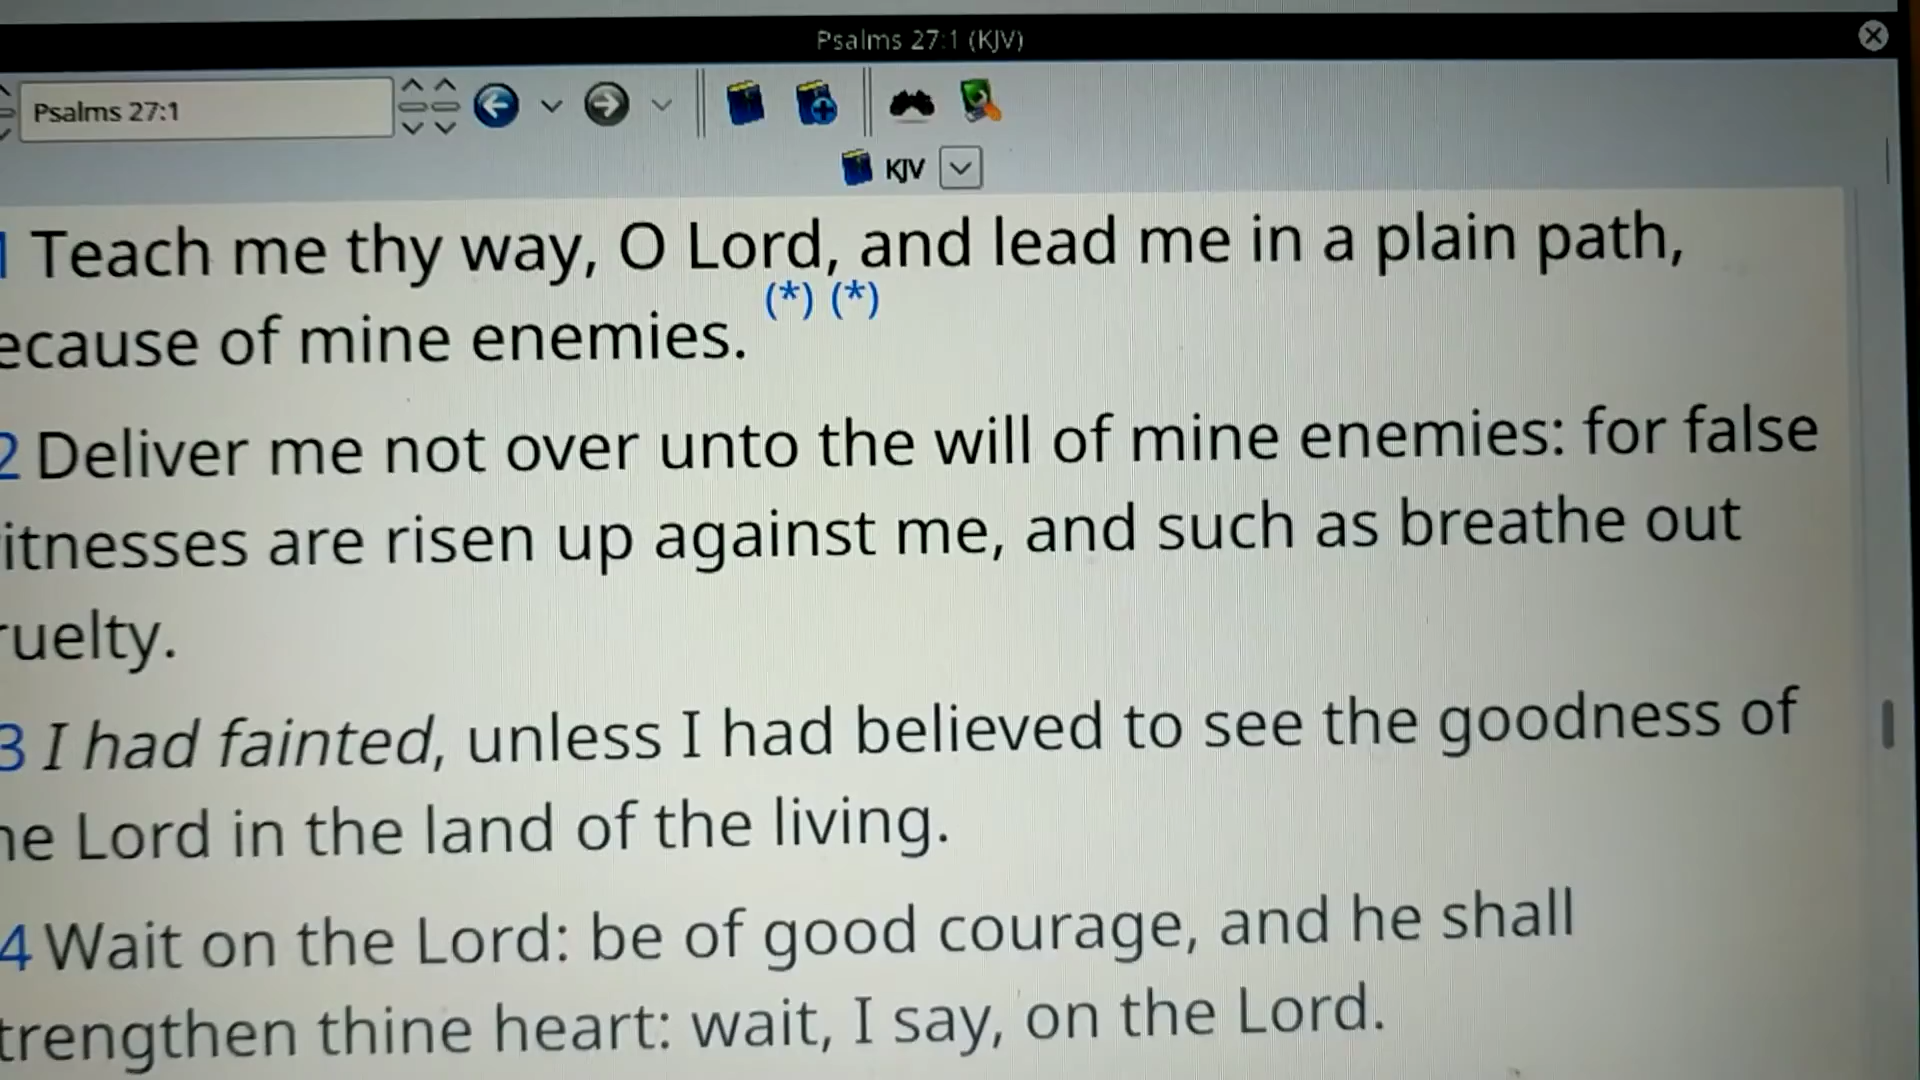 Psalms 27:1 (KJV)
Psalms 27:1
KJV
1 Teach me thy way, O Lord, and lead me in a plain path,
ecause of mine enemies. (*) (*)
2 Deliver me not over unto the will of mine enemies: for false
itnesses are risen up against me, and such as breathe out
ruelty.
3 I had fainted, unless I had believed to see the goodness of
he Lord in the land of the living.
4 Wait on the Lord: be of good courage, and he shall
trengthen thine heart: wait, I say, on the Lord.